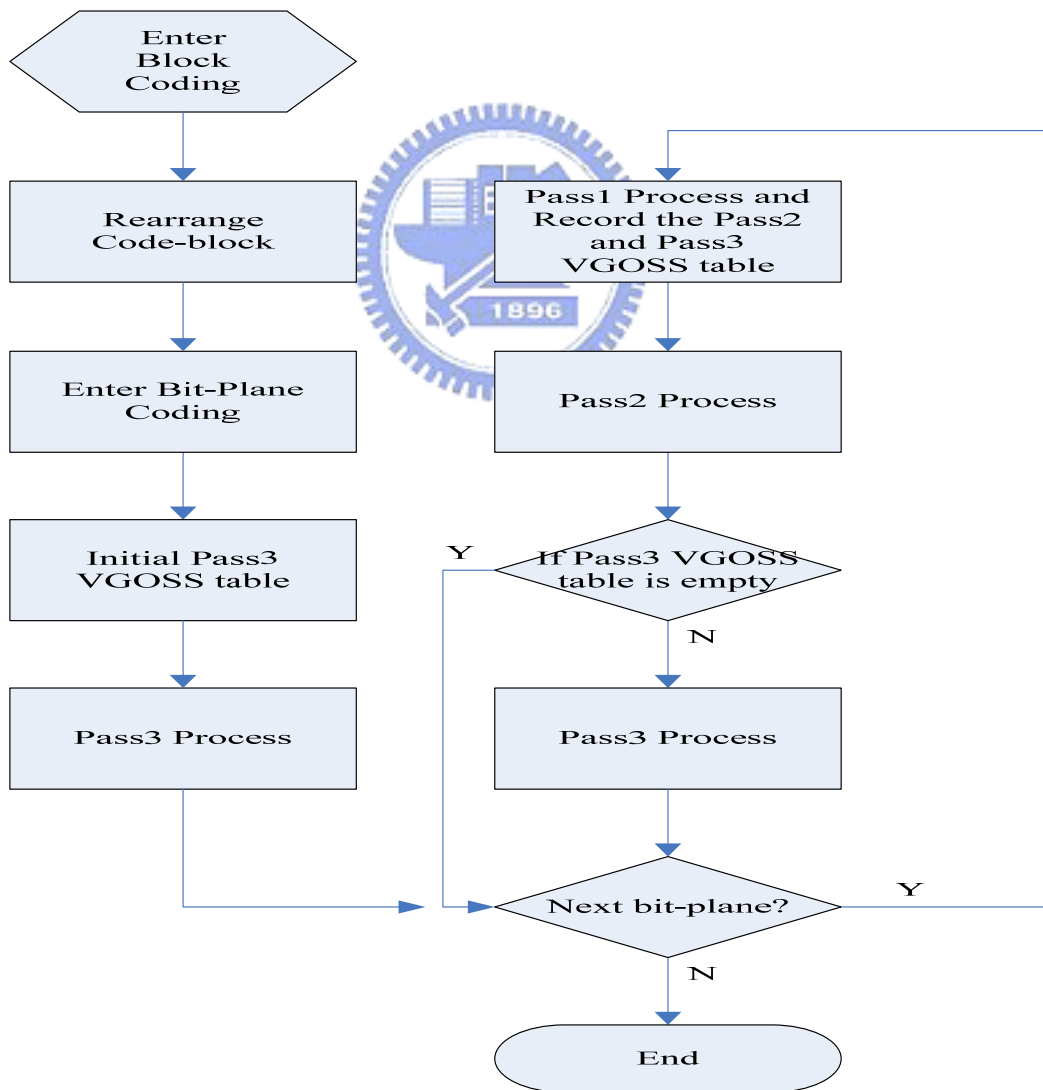 Enter
Block
Coding
Rearrange
Code-block
Enter Bit-Plane
Coding
Initial Pass3
VGOSS table
Pass3 Process
1896
Pass1 Process and
Record the Pass2
and Pass3
VGOSS table
Pass2 Process
Y
If Pass3 VGOSS
table is empty
N
Pass3 Process
Next bit-plane?
Y
N
End